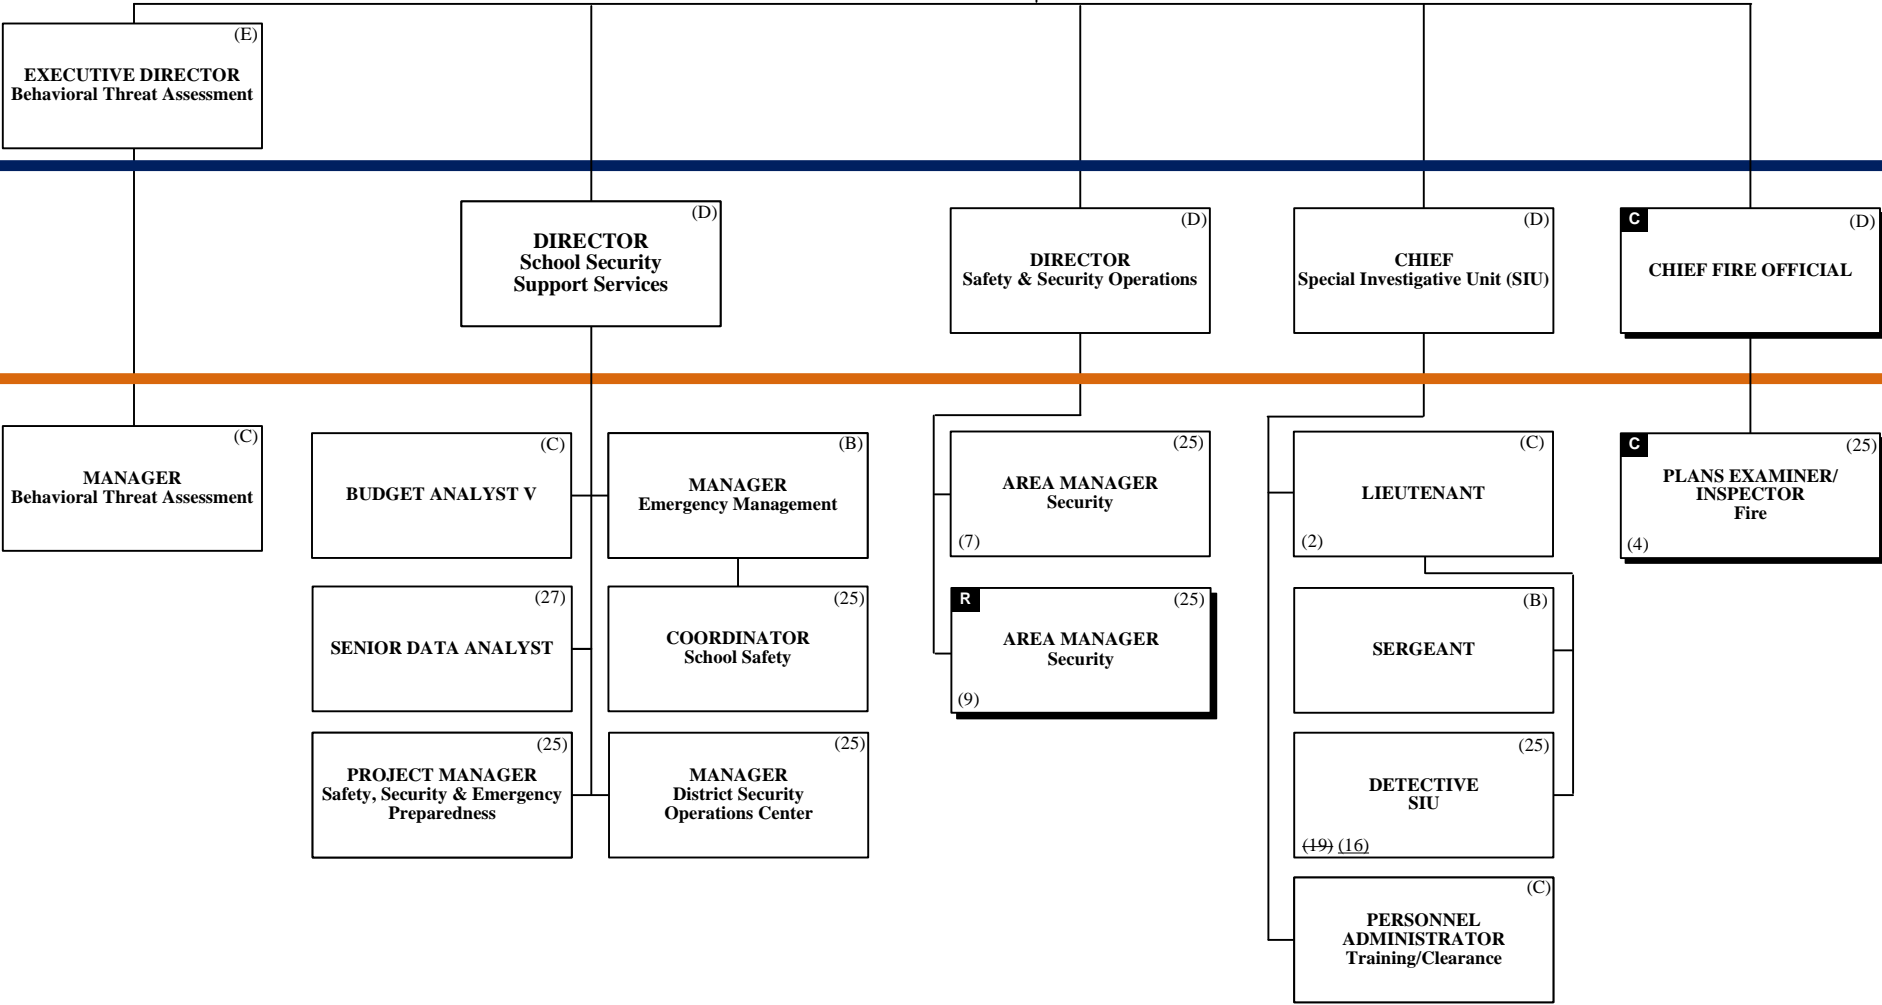 (E)
EXECUTIVE DIRECTOR
Behavioral Threat Assessment
(D)
DIRECTOR
School Security
Support Services
(D)
DIRECTOR
Safety & Security Operations
(D)
CHIEF
Special Investigative Unit (SIU)
C
(D)
CHIEF FIRE OFFICIAL
(C)
MANAGER
Behavioral Threat Assessment
(C)
BUDGET ANALYST V
(B)
MANAGER
Emergency Management
(25)
AREA MANAGER
Security
(7)
(C)
LIEUTENANT
(2)
C
(25)
PLANS EXAMINER/
INSPECTOR
Fire
(4)
(27)
SENIOR DATA ANALYST
(25)
COORDINATOR
School Safety
R
(25)
AREA MANAGER
Security
(9)
(B)
SERGEANT
(25)
PROJECT MANAGER
Safety, Security & Emergency
Preparedness
(25)
MANAGER
District Security
Operations Center
(25)
DETECTIVE
SIU
(19) (16)
(C)
PERSONNEL
ADMINISTRATOR
Training/Clearance